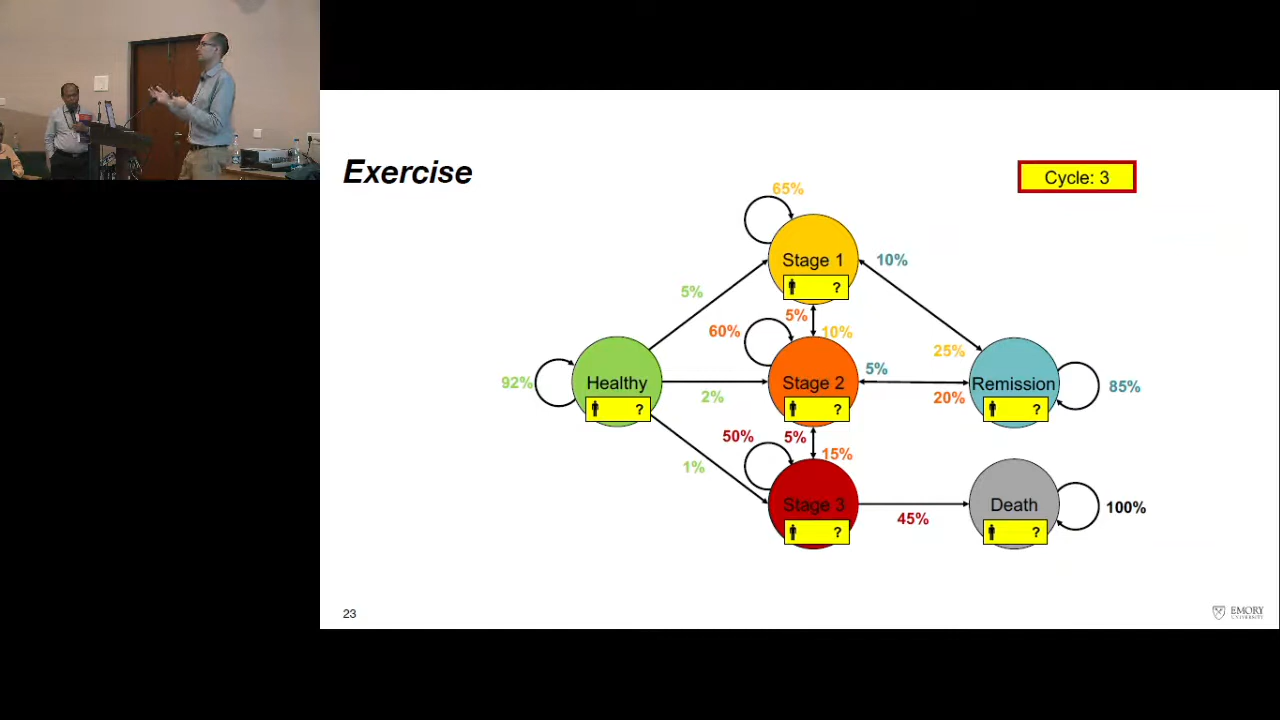 Exercise
Cycle: 3
65%
Stage 1
?
10%
5%
5%
10%
60%
25%
92%
Healthy
?
2%
Stage 2
?
5%
20%
Remission
?
85%
50%
5%
15%
1%
Stage 3
?
45%
Death
?
100%
23
EMORY
UNIVERSITY